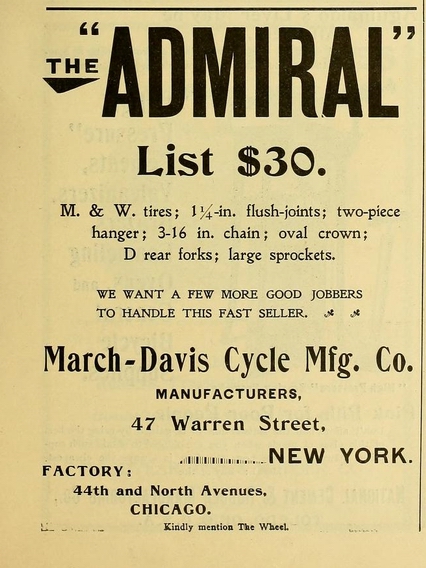 THE "ADMIRAL"
List $30.
M. & W. tires; 1¼-in. flush-joints; two-piece
hanger; 3-16 in. chain; oval crown;
D rear forks; large sprockets.
WE WANT A FEW MORE GOOD JOBBERS
TO HANDLE THIS FAST SELLER.
March-Davis Cycle Mfg. Co.
MANUFACTURERS,
47 Warren Street,
NEW YORK.
FACTORY:
44th and North Avenues,
CHICAGO.
Kindly mention The Wheel.